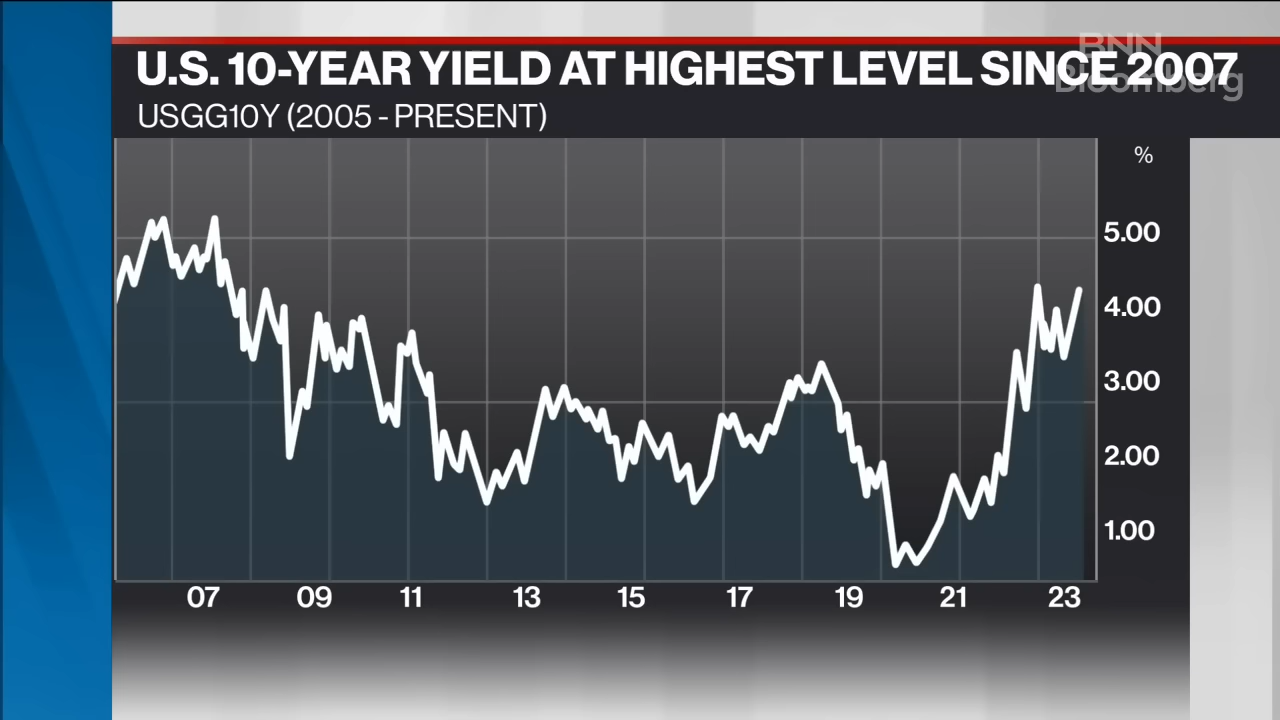 BNN
Bloomberg
U.S. 10-YEAR YIELD AT HIGHEST LEVEL SINCE 2007
USGG10Y (2005 - PRESENT)
%
5.00
4.00
3.00
2.00
1.00
07 09 11 13 15 17 19 21 23